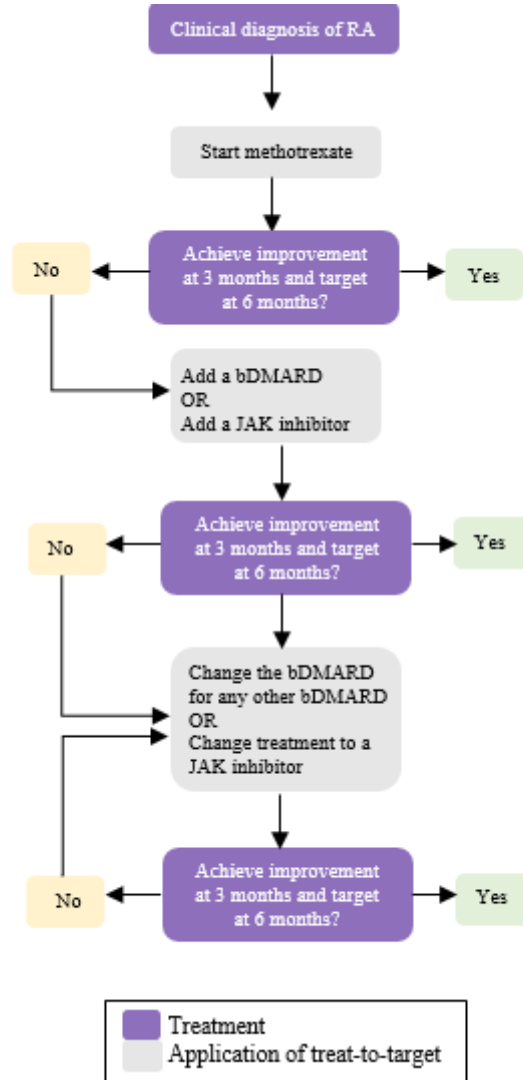 Clinical diagnosis of RA
Start methotrexate
Achieve improvement
at 3 months and target
at 6 months?
No
Yes
Add a bDMARD
OR
Add a JAK inhibitor
Achieve improvement
at 3 months and target
at 6 months?
No
Yes
Change the bDMARD
for any other bDMARD
OR
Change treatment to a
JAK inhibitor
Achieve improvement
at 3 months and target
at 6 months?
No
Yes
Treatment
Application of treat-to-target